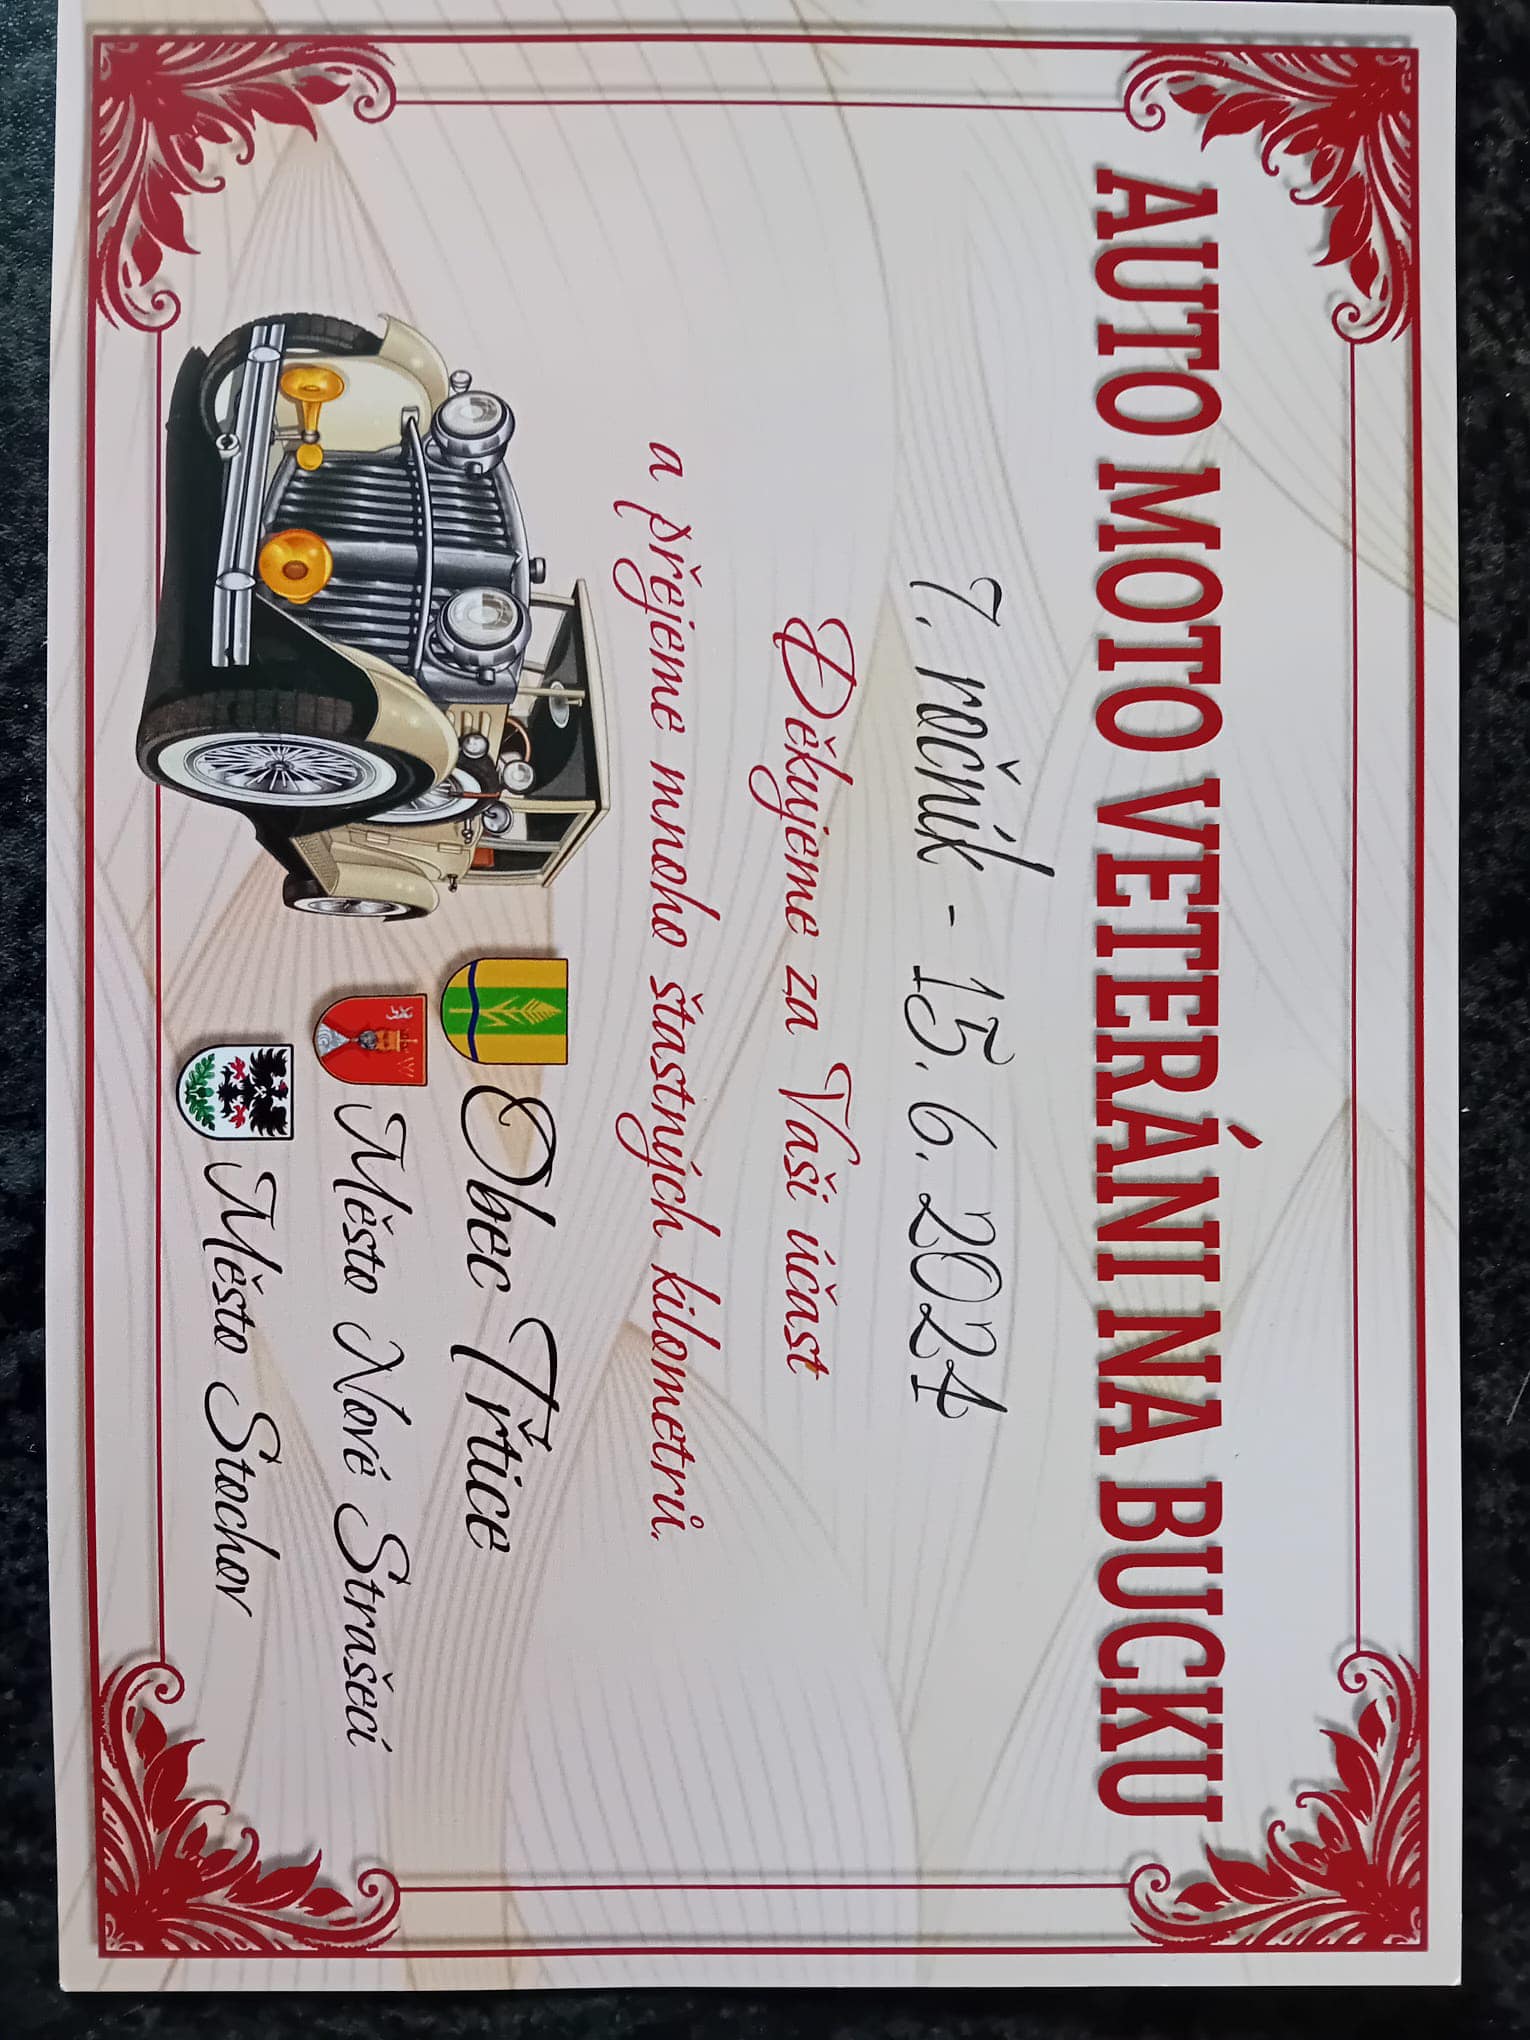 AUTO MOTO VETERÁNI NA BUCKU
7. ročník - 15. 6. 2024
Děkujeme za Vaši účast
a přejeme mnoho šťastných kilometrů.
Obec Třtice
Město Nové Strašecí
Město Stochov